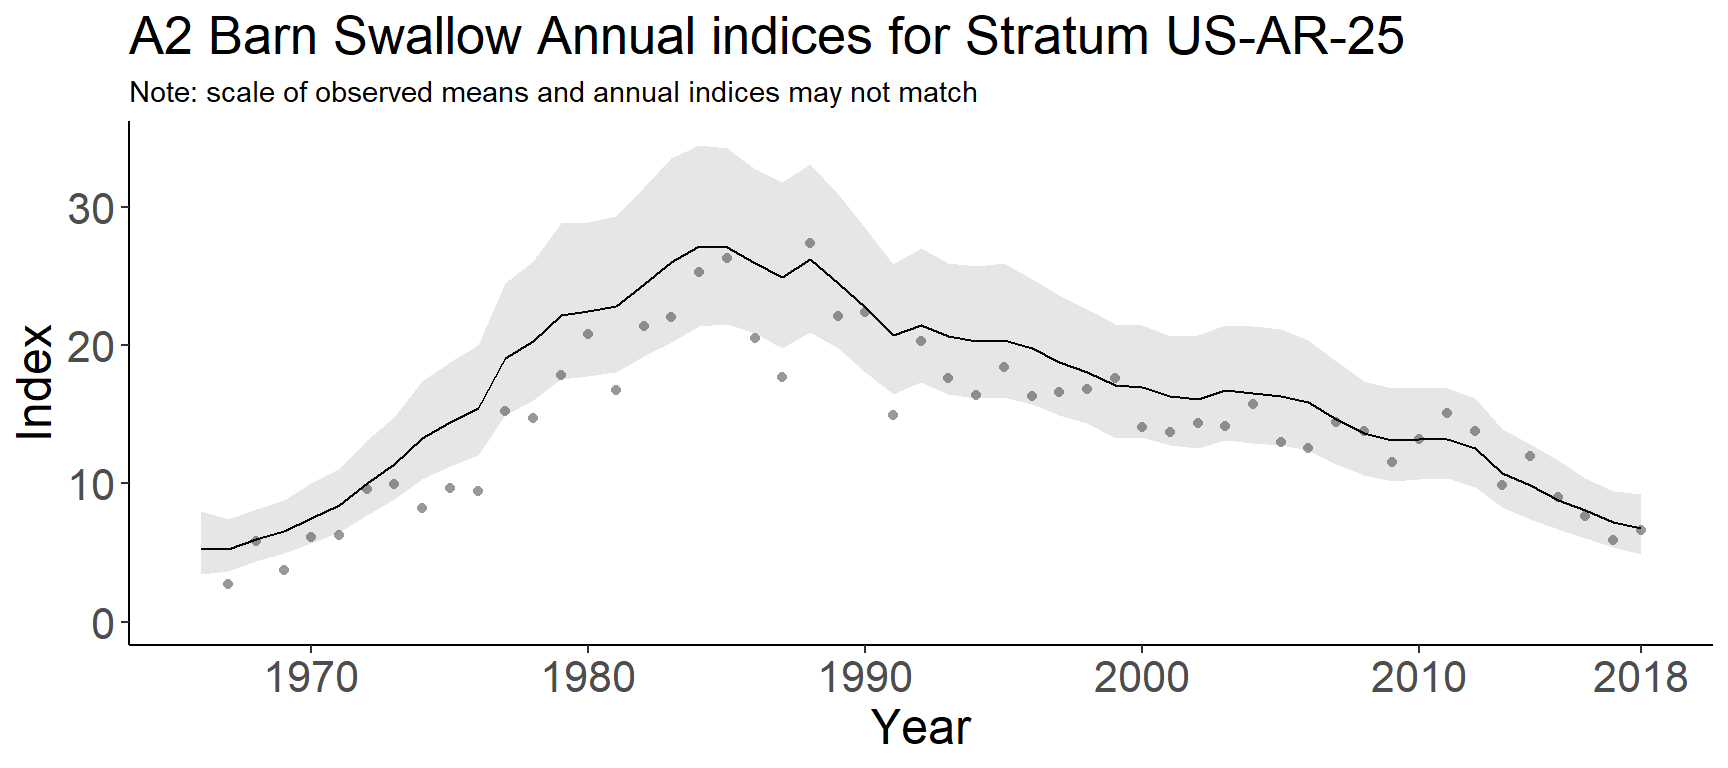 A2 Barn Swallow Annual indices for Stratum US-AR-25
Note: scale of observed means and annual indices may not match
30
20
10
0
Index
1970 1980 1990 2000 2010 2018
Year